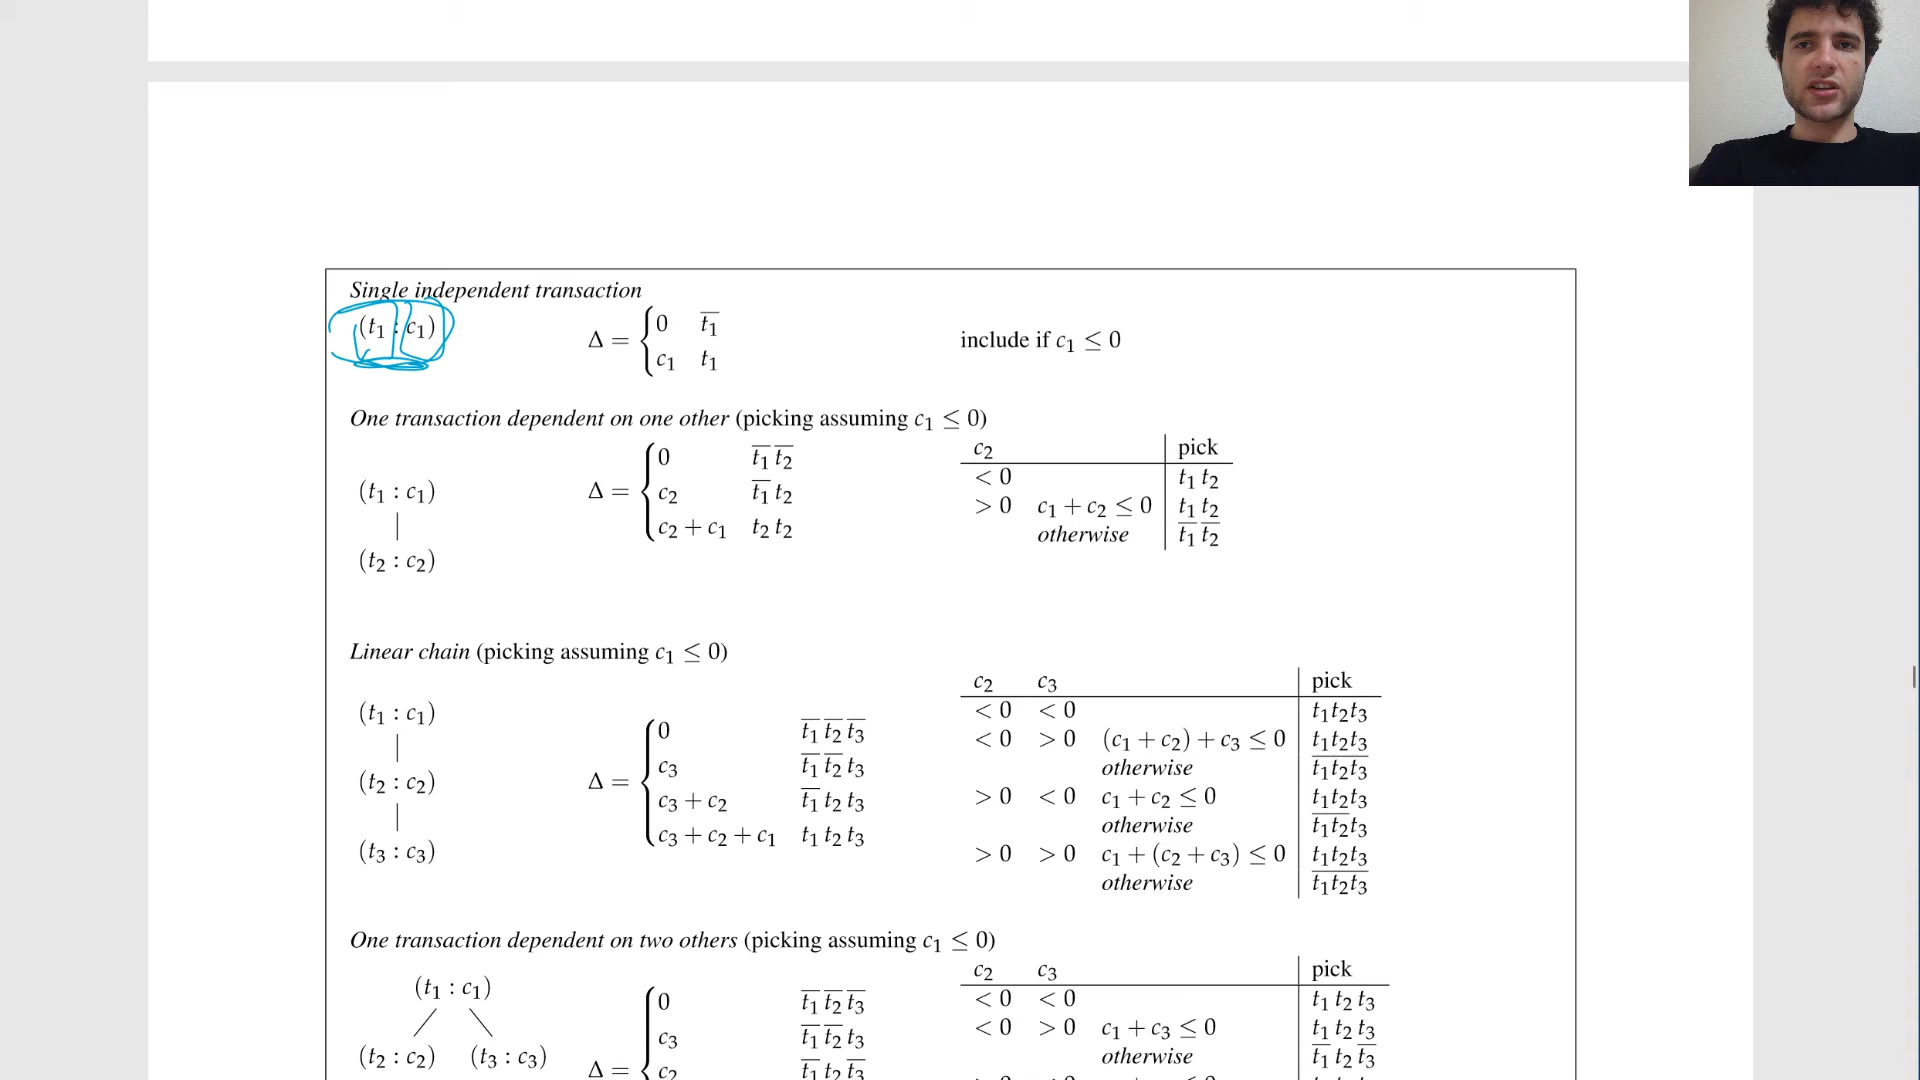 Single independent transaction
(t₁ : c₁)
Δ = { 0 t̅₁
c₁ t₁
include if c₁ ≤ 0
One transaction dependent on one other (picking assuming c₁ ≤ 0)
(t₁ : c₁)
(t₂ : c₂)
Δ = { 0 t̅₁ t̅₂
c₂ t̅₁ t₂
c₂ + c₁ t₂ t₂
c₂ pick
< 0 t₁ t₂
> 0 c₁ + c₂ ≤ 0 t₁ t₂
otherwise t̅₁ t̅₂
Linear chain (picking assuming c₁ ≤ 0)
(t₁ : c₁)
(t₂ : c₂)
(t₃ : c₃)
Δ = { 0 t̅₁ t̅₂ t̅₃
c₃ t̅₁ t̅₂ t₃
c₃ + c₂ t̅₁ t₂ t₃
c₃ + c₂ + c₁ t₁ t₂ t₃
c₂ c₃ pick
< 0 < 0 t₁t₂t₃
< 0 > 0 (c₁ + c₂) + c₃ ≤ 0 t₁t₂t₃
otherwise t̅₁t̅₂t̅₃
> 0 < 0 c₁ + c₂ ≤ 0 t₁t₂t₃
otherwise t̅₁t̅₂t₃
> 0 > 0 c₁ + (c₂ + c₃) ≤ 0 t₁t₂t₃
otherwise t̅₁t̅₂t̅₃
One transaction dependent on two others (picking assuming c₁ ≤ 0)
(t₁ : c₁)
(t₂ : c₂) (t₃ : c₃)
Δ = { 0 t̅₁ t̅₂ t̅₃
c₃ t̅₁ t̅₂ t₃
c₂ t̅₁ t₂ t̅₃
c₂ c₃ pick
< 0 < 0 t₁ t₂ t₃
< 0 > 0 c₁ + c₃ ≤ 0 t₁ t₂ t₃
otherwise t̅₁ t₂ t̅₃